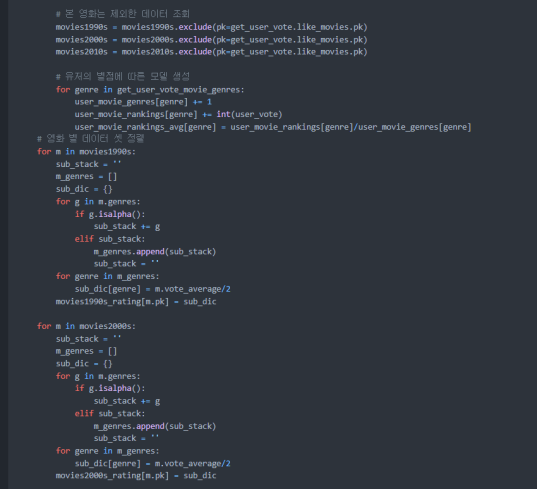 # 본 영화는 제외한 데이터 조회
movies1990s = movies1990s.exclude(pk=get_user_vote.like_movies.pk)
movies2000s = movies2000s.exclude(pk=get_user_vote.like_movies.pk)
movies2010s = movies2010s.exclude(pk=get_user_vote.like_movies.pk)
# 유저의 별점에 따른 모델 생성
for genre in get_user_vote_movie_genres:
user_movie_genres[genre] += 1
user_movie_rankings[genre] += int(user_vote)
user_movie_rankings_avg[genre] = user_movie_rankings[genre]/user_movie_genres[genre]
# 영화 별 데이터 셋 정렬
for m in movies1990s:
sub_stack = ''
m_genres = []
sub_dic = {}
for g in m.genres:
if g.isalpha():
sub_stack += g
elif sub_stack:
m_genres.append(sub_stack)
sub_stack = ''
for genre in m_genres:
sub_dic[genre] = m.vote_average/2
movies1990s_rating[m.pk] = sub_dic
for m in movies2000s:
sub_stack = ''
m_genres = []
sub_dic = {}
for g in m.genres:
if g.isalpha():
sub_stack += g
elif sub_stack:
m_genres.append(sub_stack)
sub_stack = ''
for genre in m_genres:
sub_dic[genre] = m.vote_average/2
movies2000s_rating[m.pk] = sub_dic